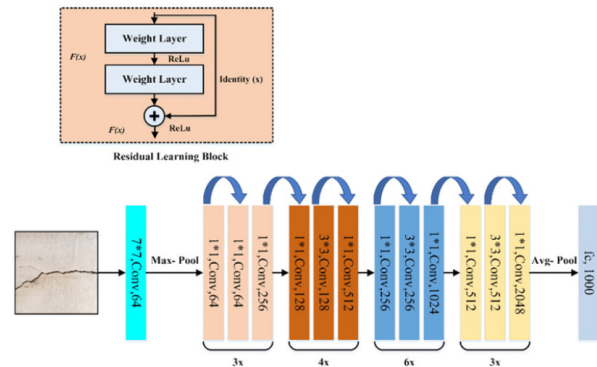 F(x)
Weight Layer
ReLu
Weight Layer
Identity (x)
+
F(x)
ReLu
Residual Learning Block
7*7,Conv,64
Max- Pool
1*1,Conv,64
1*1,Conv,64
1*1,Conv,256
1*1,Conv,128
3*3,Conv,128
1*1,Conv,512
1*1,Conv,256
3*3,Conv,256
1*1,Conv,1024
1*1,Conv,512
3*3,Conv,512
1*1,Conv,2048
Avg- Pool
fc, 1000
3x
4x
6x
3x